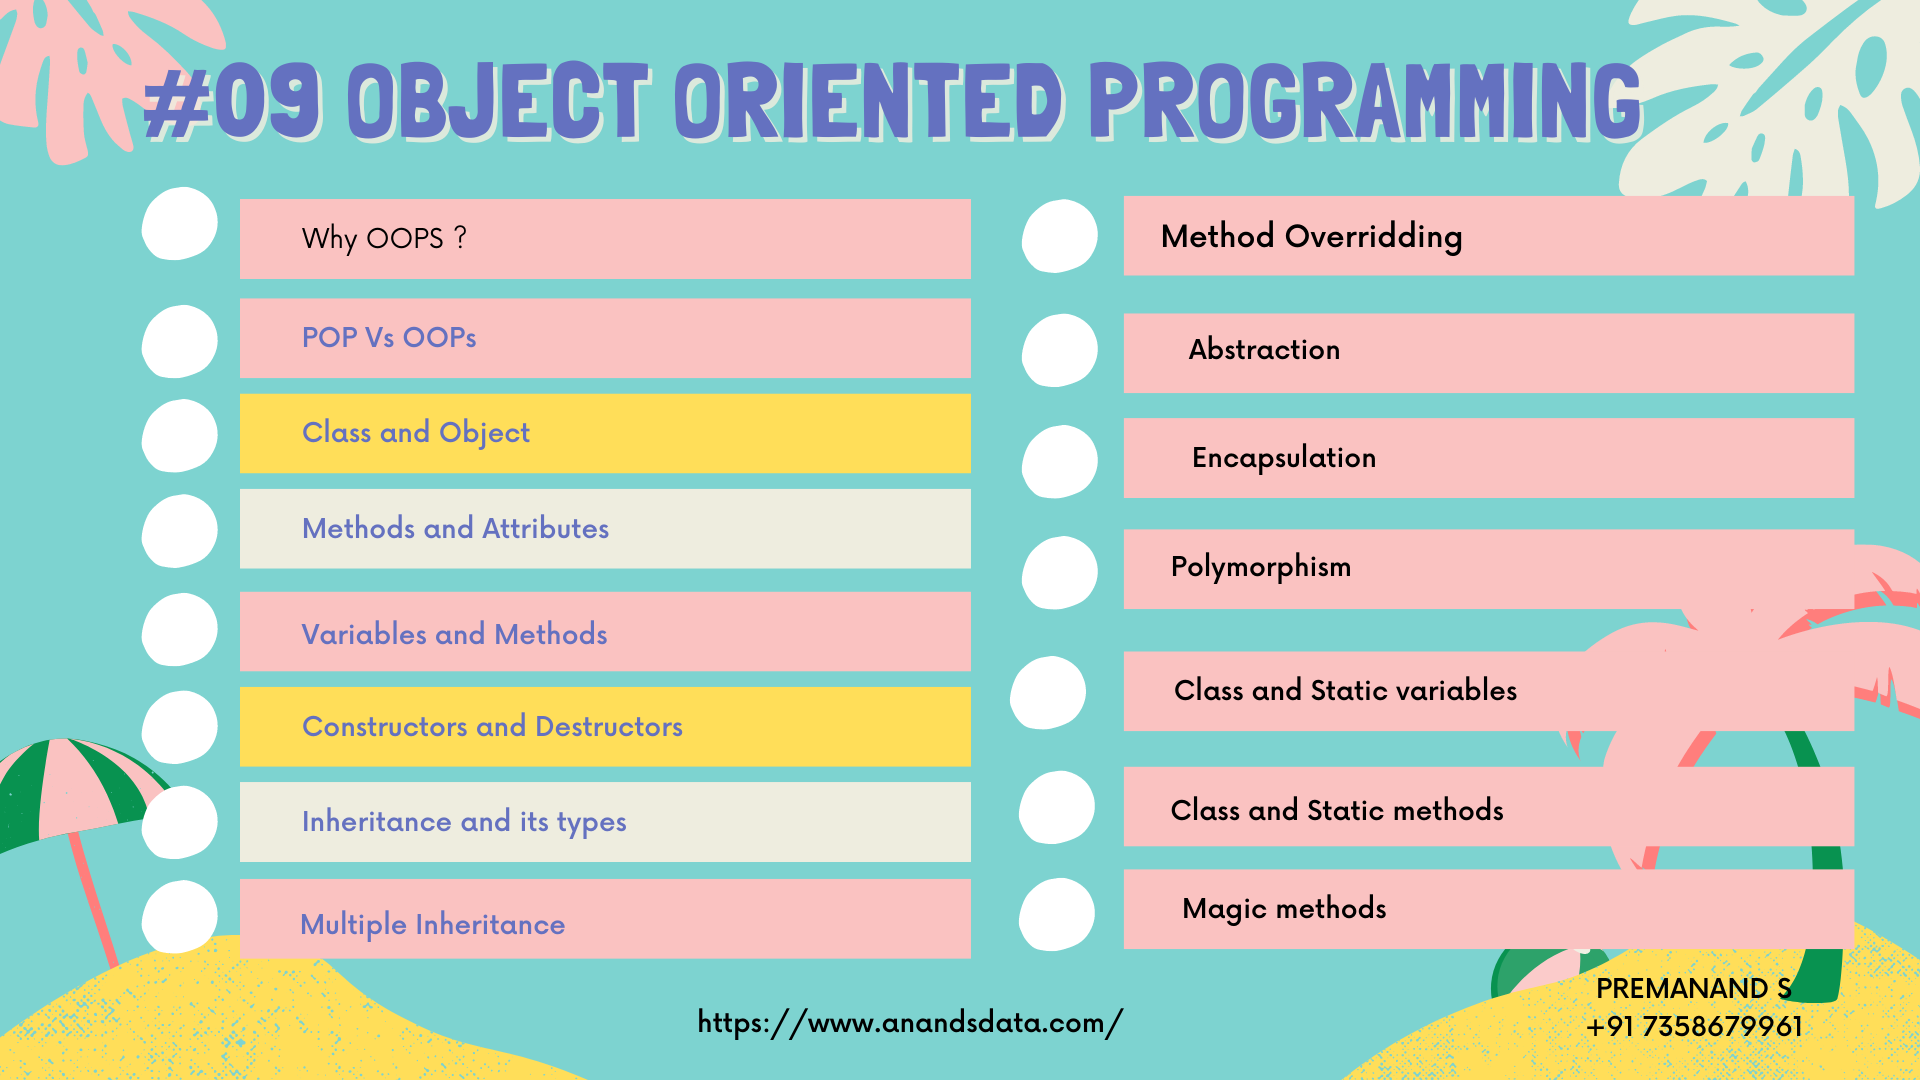 #09 OBJECT ORIENTED PROGRAMMING
Why OOPS ?
POP Vs OOPs
Class and Object
Methods and Attributes
Variables and Methods
Constructors and Destructors
Inheritance and its types
Multiple Inheritance
Method Overridding
Abstraction
Encapsulation
Polymorphism
Class and Static variables
Class and Static methods
Magic methods
https://www.anandsdata.com/
PREMANAND S
+91 7358679961